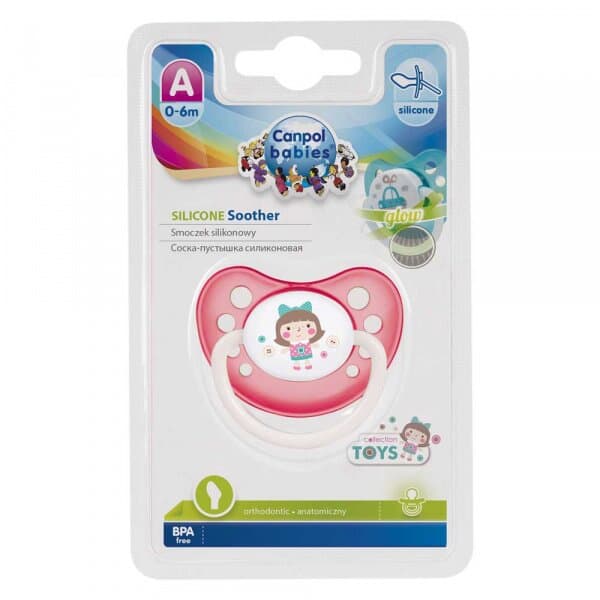 A
0-6m
silicone
Canpol
babies
glow
SILICONE Soother
Smoczek silikonowy
Соска-пустышка силиконовая
collection
TOYS
orthodontic • anatomiczny
BPA
free